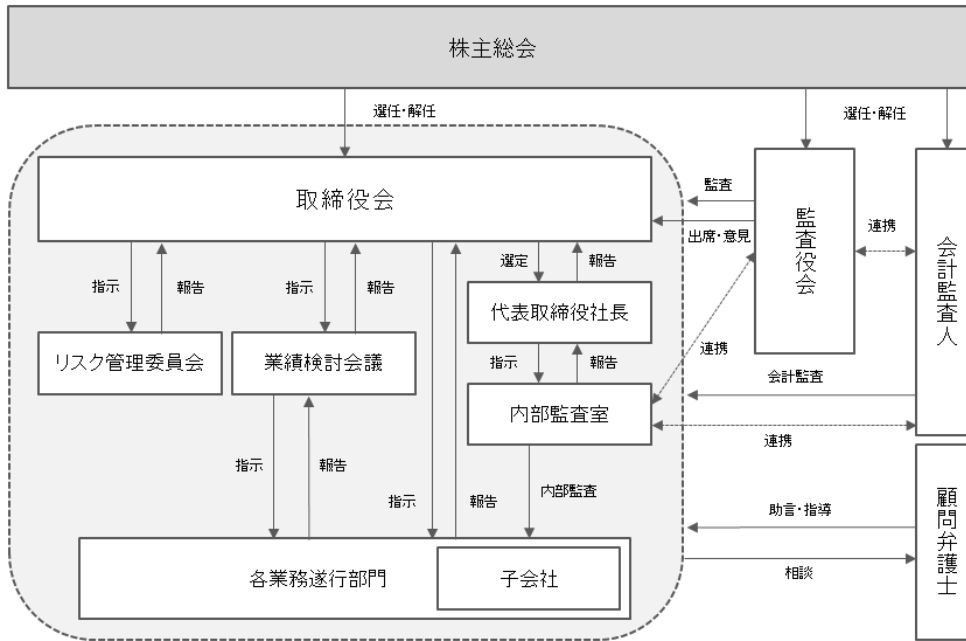 株主総会
選任・解任
選任・解任
取締役会
監査
出席・意見
監査役会
連携
会計監査人
指示
報告
指示
報告
選定
報告
代表取締役社長
リスク管理委員会
業績検討会議
指示
報告
連携
内部監査室
会計監査
連携
指示
報告
指示
報告
内部監査
各業務遂行部門
子会社
助言・指導
相談
顧問弁護士